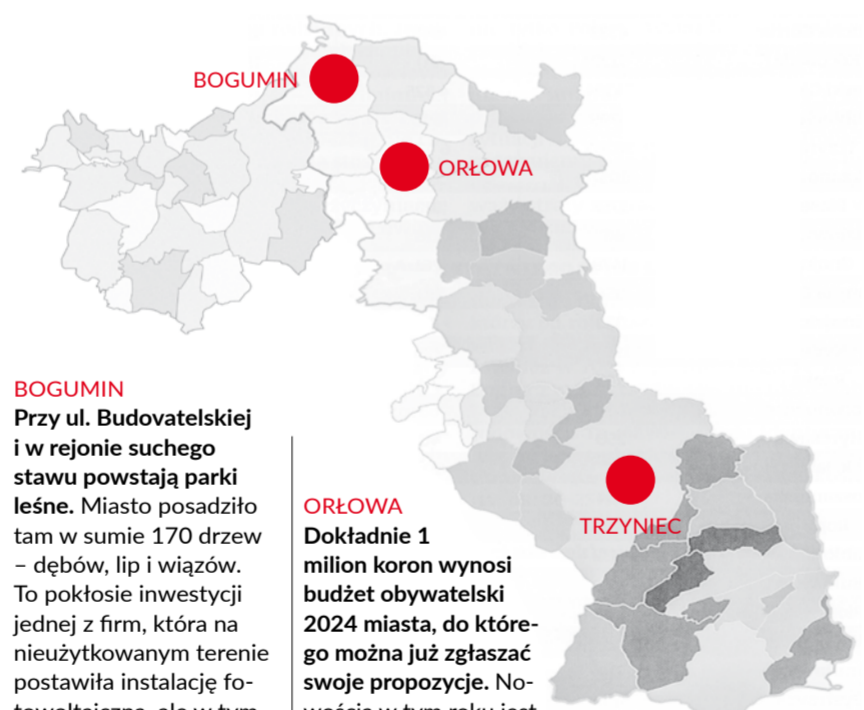 BOGUMIN
ORŁOWA
TRZYNIEC
BOGUMIN
Przy ul. Budovatelskiej
i w rejonie suchego
stawu powstają parki
leśne. Miasto posadziło
tam w sumie 170 drzew
– dębów, lip i wiązów.
To pokłosie inwestycji
jednej z firm, która na
nieużytkowanym terenie
postawiła instalację fo-
ORŁOWA
Dokładnie 1
milion koron wynosi
budżet obywatelski
2024 miasta, do które-
go można już zgłaszać
swoje propozycje. No-